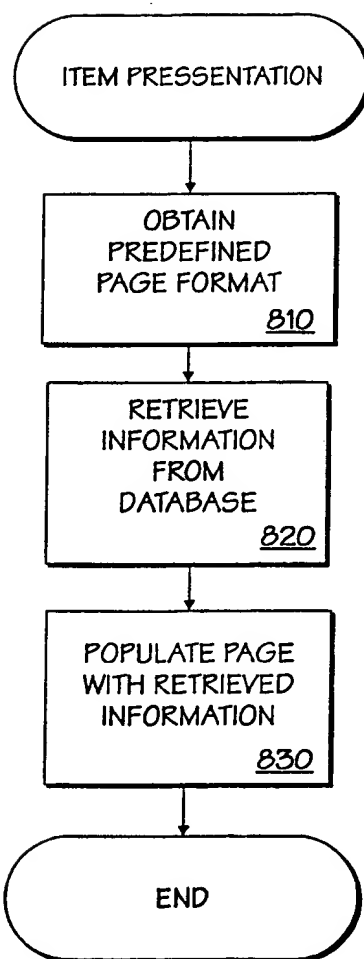 ITEM PRESSENTATION
OBTAIN
PREDEFINED
PAGE FORMAT
810
RETRIEVE
INFORMATION
FROM
DATABASE
820
POPULATE PAGE
WITH RETRIEVED
INFORMATION
830
END